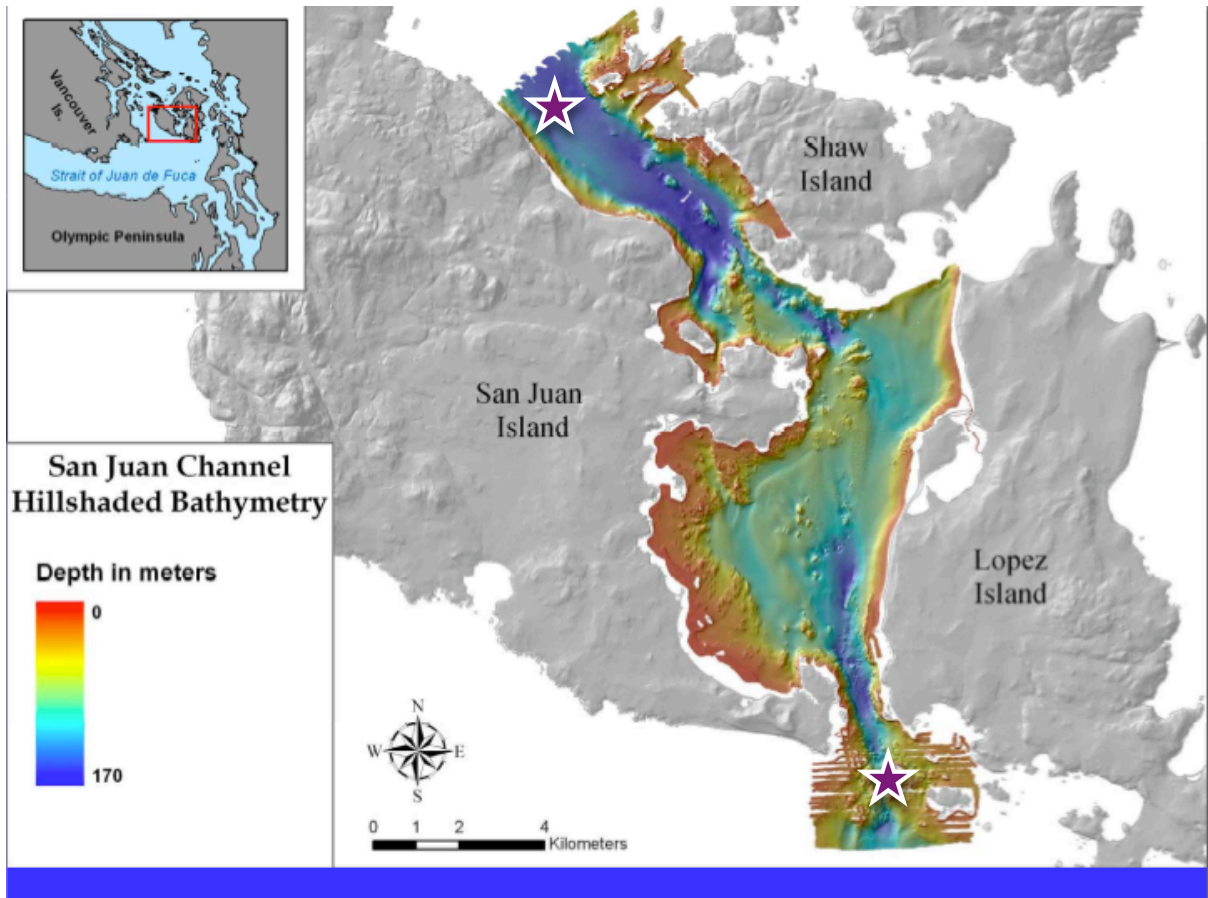 Vancouver
Is.
Strait of Juan de Fuca
Olympic Peninsula
Shaw
Island
San Juan
Island
Lopez
Island
San Juan Channel
Hillshaded Bathymetry
Depth in meters
0
170
N
W E
S
0 1 2 4
Kilometers